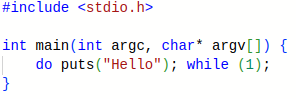 #include <stdio.h>

int main(int argc, char* argv[]) {
    do puts("Hello"); while (1);
}